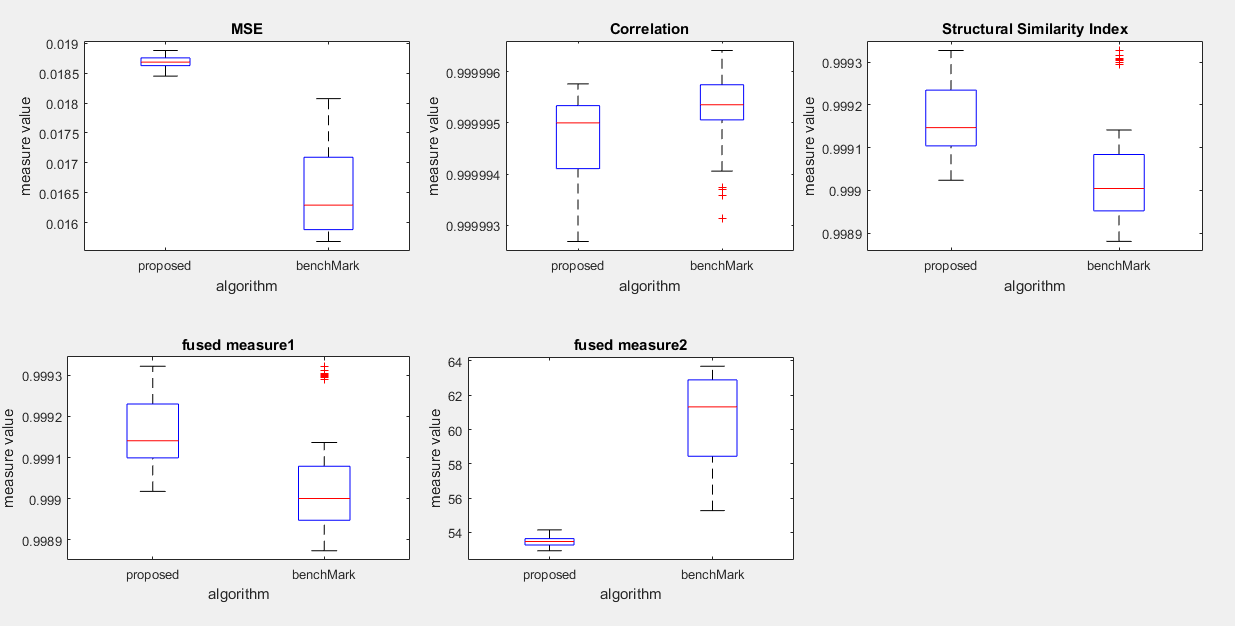 MSE
measure value
0.019
0.0185
0.018
0.0175
0.017
0.0165
0.016
proposed
benchMark
algorithm
Correlation
measure value
0.999996
0.999995
0.999994
0.999993
proposed
benchMark
algorithm
Structural Similarity Index
measure value
0.9993
0.9992
0.9991
0.999
0.9989
proposed
benchMark
algorithm
fused measure1
measure value
0.9993
0.9992
0.9991
0.999
0.9989
proposed
benchMark
algorithm
fused measure2
measure value
64
62
60
58
56
54
proposed
benchMark
algorithm